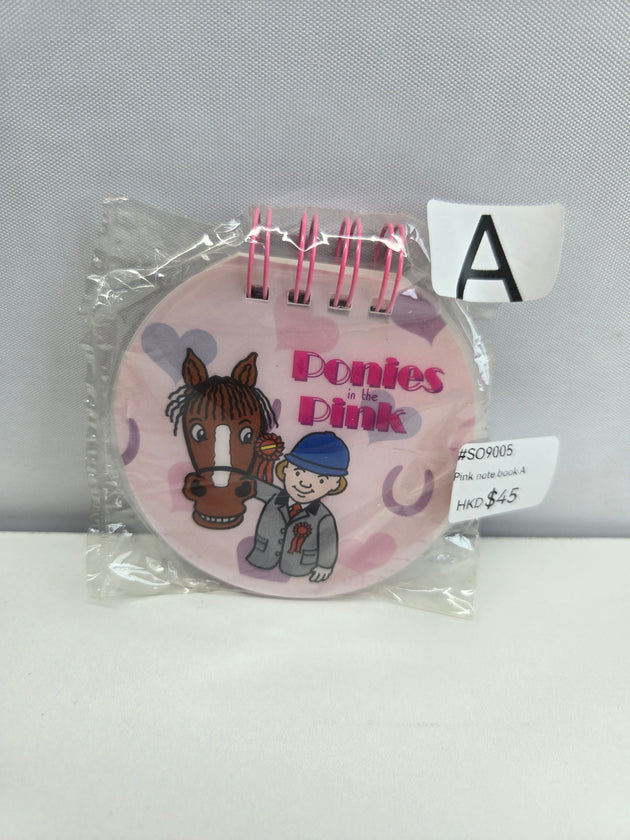 A
Ponies
in the
Pink
#SO9005
Pink note book A
HKD $45